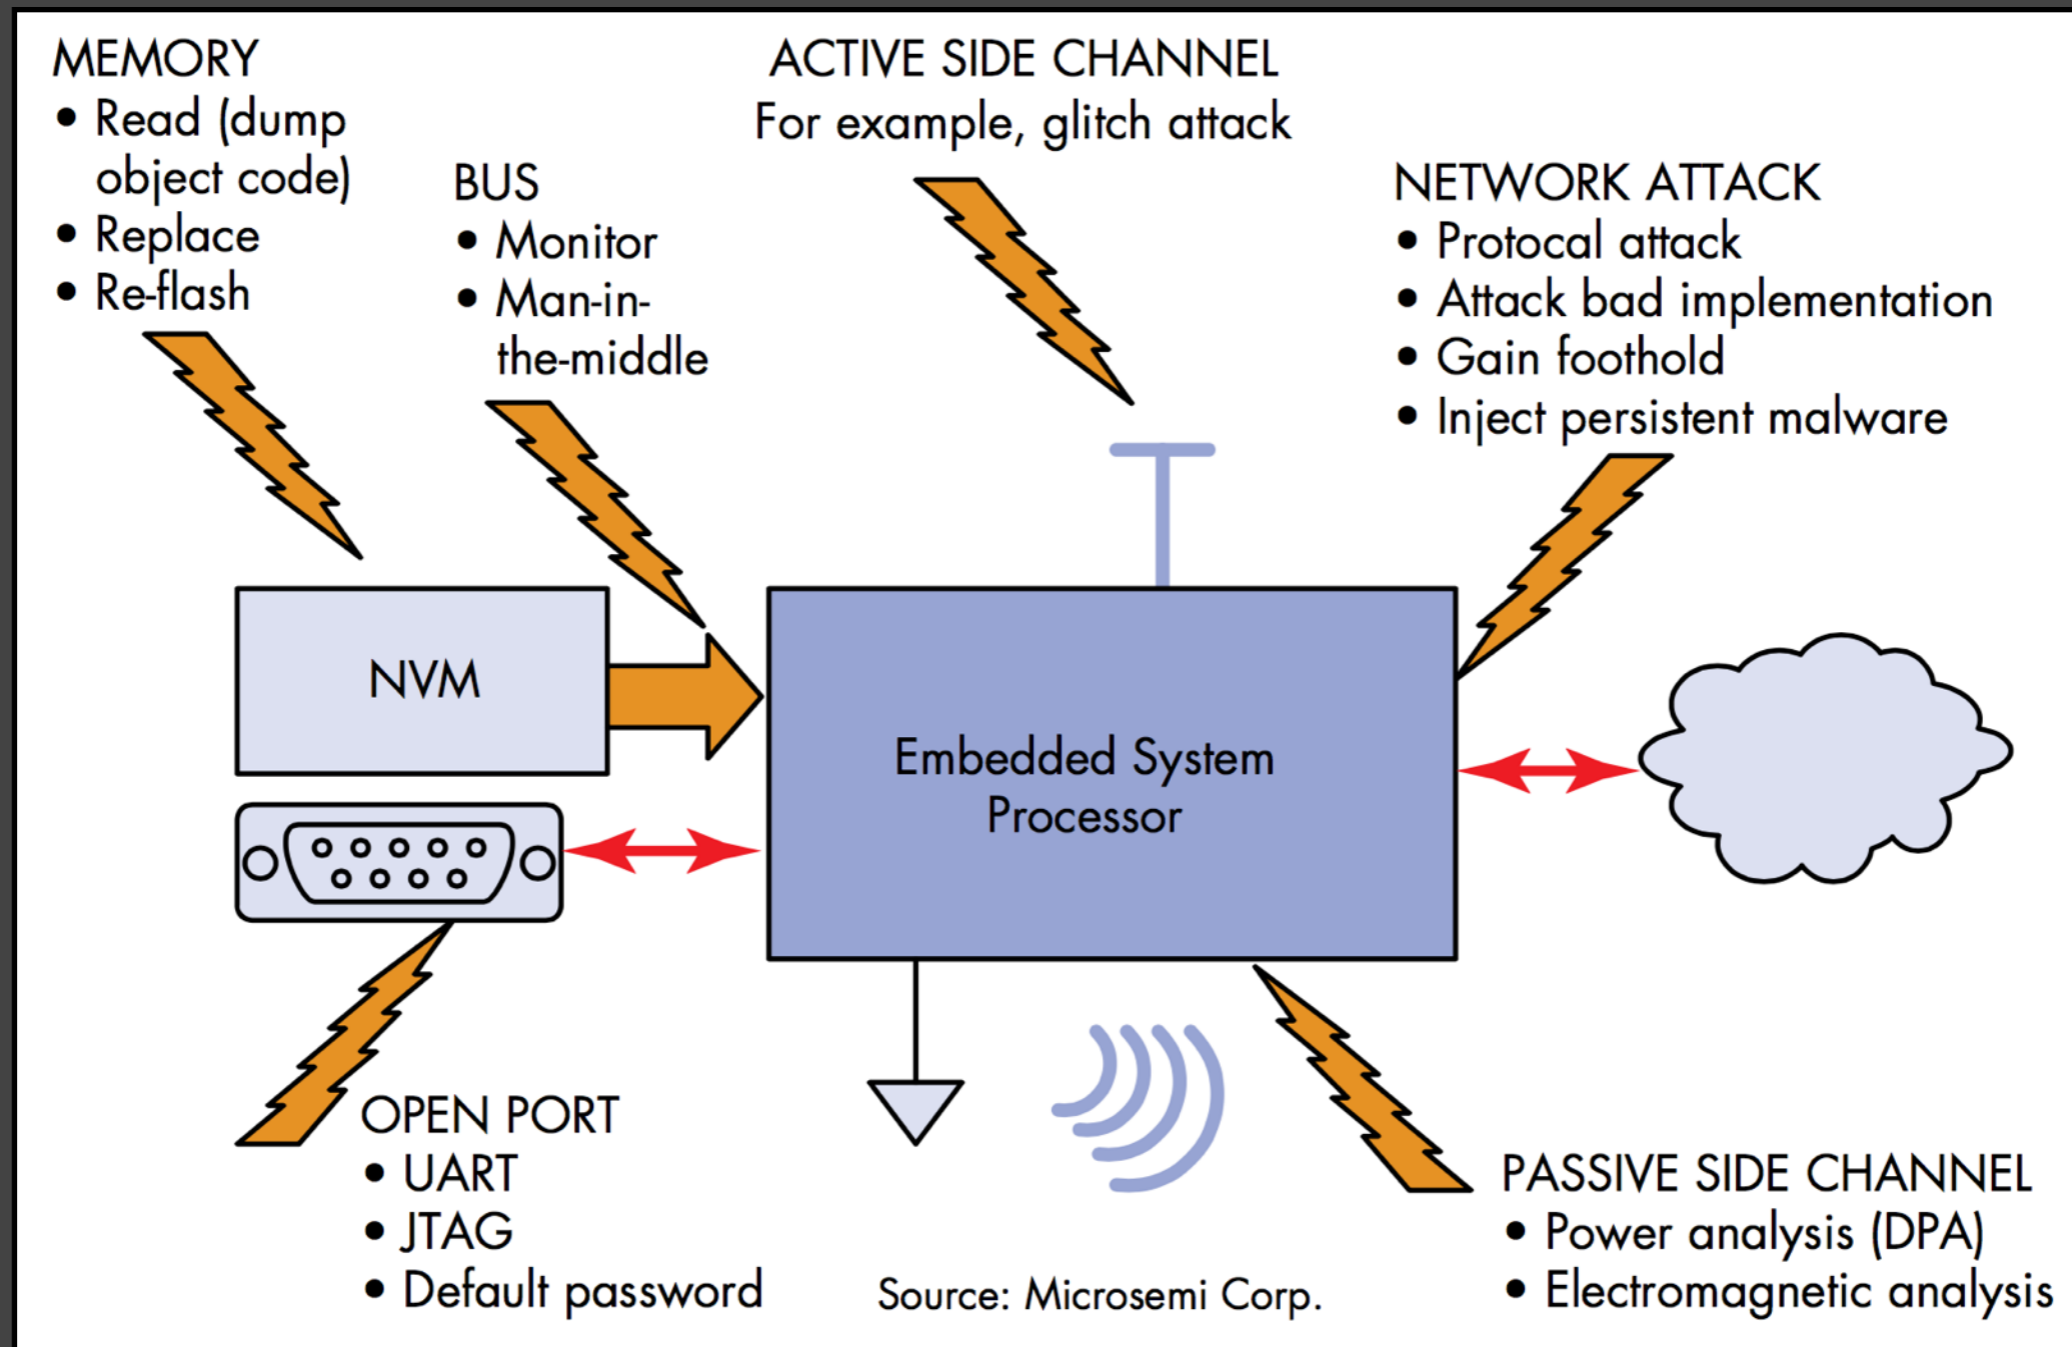 MEMORY
• Read (dump
object code)
• Replace
• Re-flash
BUS
• Monitor
• Man-in-
the-middle
ACTIVE SIDE CHANNEL
For example, glitch attack
NETWORK ATTACK
• Protocal attack
• Attack bad implementation
• Gain foothold
• Inject persistent malware
NVM
Embedded System
Processor
OPEN PORT
• UART
• JTAG
• Default password
Source: Microsemi Corp.
PASSIVE SIDE CHANNEL
• Power analysis (DPA)
• Electromagnetic analysis